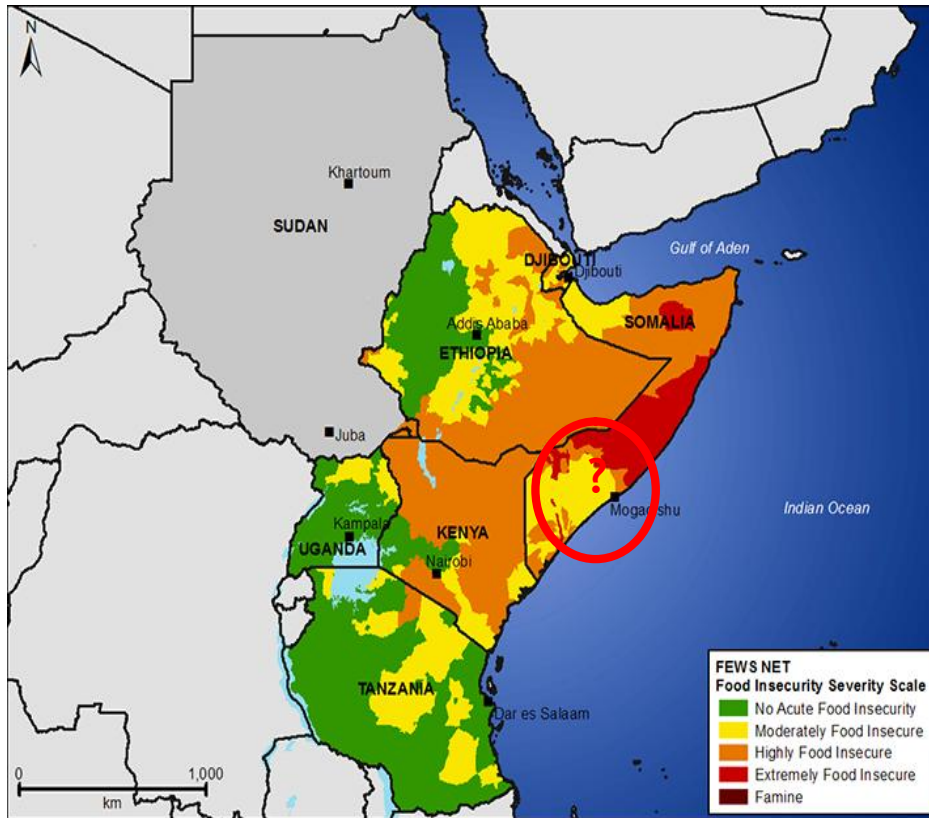 N
Khartoum
SUDAN
Gulf of Aden
DJIBOUTI
Djibouti
SOMALIA
Addis Ababa
ETHIOPIA
Juba
?
Mogadishu
Indian Ocean
Kampala
KENYA
UGANDA
Nairobi
TANZANIA
Dar es Salaam
FEWS NET
Food Insecurity Severity Scale
No Acute Food Insecurity
Moderately Food Insecure
Highly Food Insecure
Extremely Food Insecure
Famine
0 1,000
km